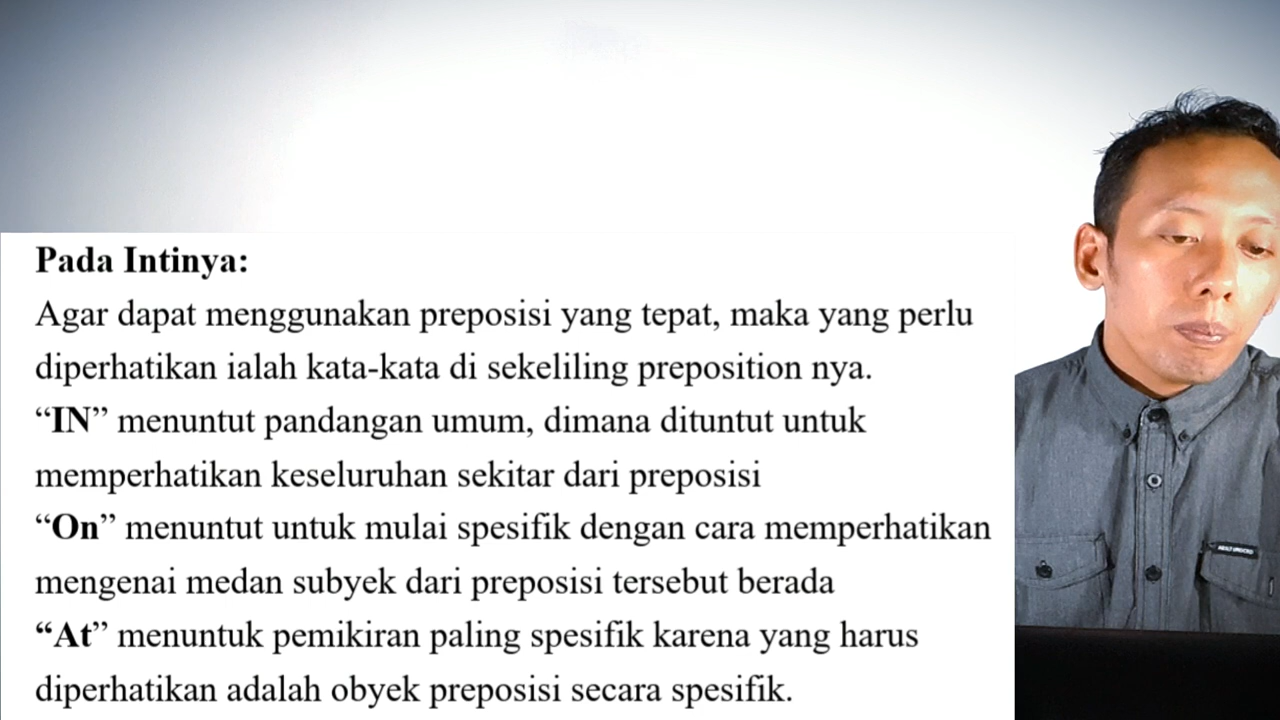 Pada Intinya:
Agar dapat menggunakan preposisi yang tepat, maka yang perlu
diperhatikan ialah kata-kata di sekeliling preposition nya.
“IN” menuntut pandangan umum, dimana dituntut untuk
memperhatikan keseluruhan sekitar dari preposisi
“On” menuntut untuk mulai spesifik dengan cara memperhatikan
mengenai medan subyek dari preposisi tersebut berada
“At” menuntuk pemikiran paling spesifik karena yang harus
diperhatikan adalah obyek preposisi secara spesifik.